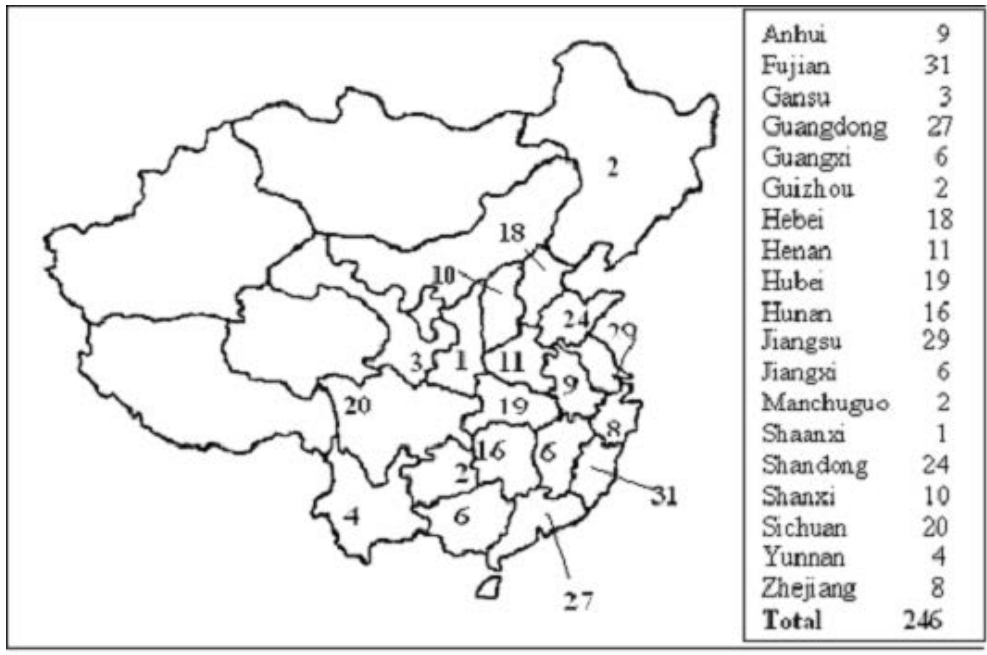 2
18
10
24
29
3
1
11
9
20
19
8
16
6
2
31
4
6
27
Anhui 9
Fujian 31
Gansu 3
Guangdong 27
Guangxi 6
Guizhou 2
Hebei 18
Henan 11
Hubei 19
Hunan 16
Jiangsu 29
Jiangxi 6
Manchuguo 2
Shaanxi 1
Shandong 24
Shanxi 10
Sichuan 20
Yunnan 4
Zhejiang 8
Total 246